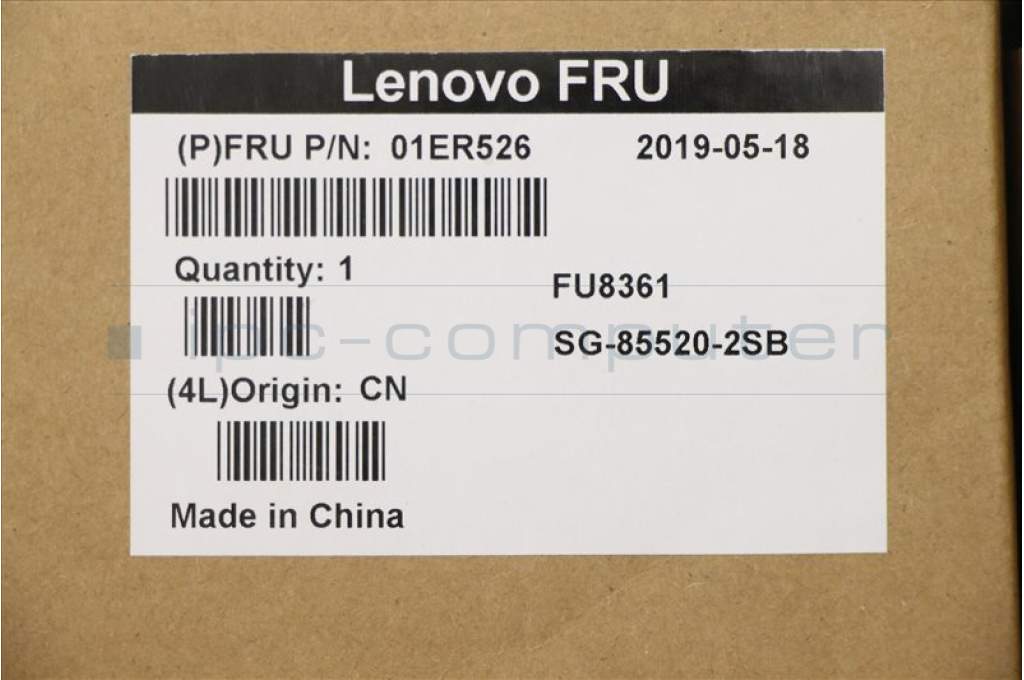 Lenovo FRU
(P)FRU P/N: 01ER526 2019-05-18
Quantity: 1
FU8361
ipc-computer
SG-85520-2SB
(4L)Origin: CN
Made in China